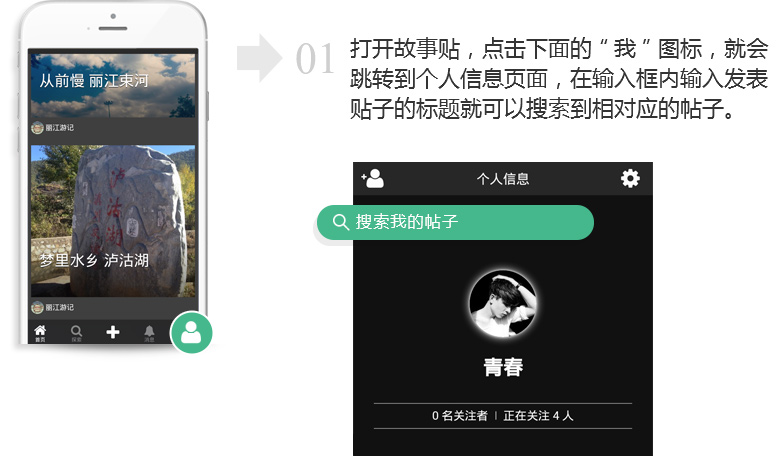 01
打开故事贴，点击下面的“我”图标，就会
跳转到个人信息页面，在输入框内输入发表
贴子的标题就可以搜索到相对应的帖子。
从前慢 丽江束河
丽江游记
泸
沽
湖
梦里水乡 泸沽湖
丽江游记
首页
探索
消息
个人信息
搜索我的帖子
青春
0 名关注者 | 正在关注 4 人